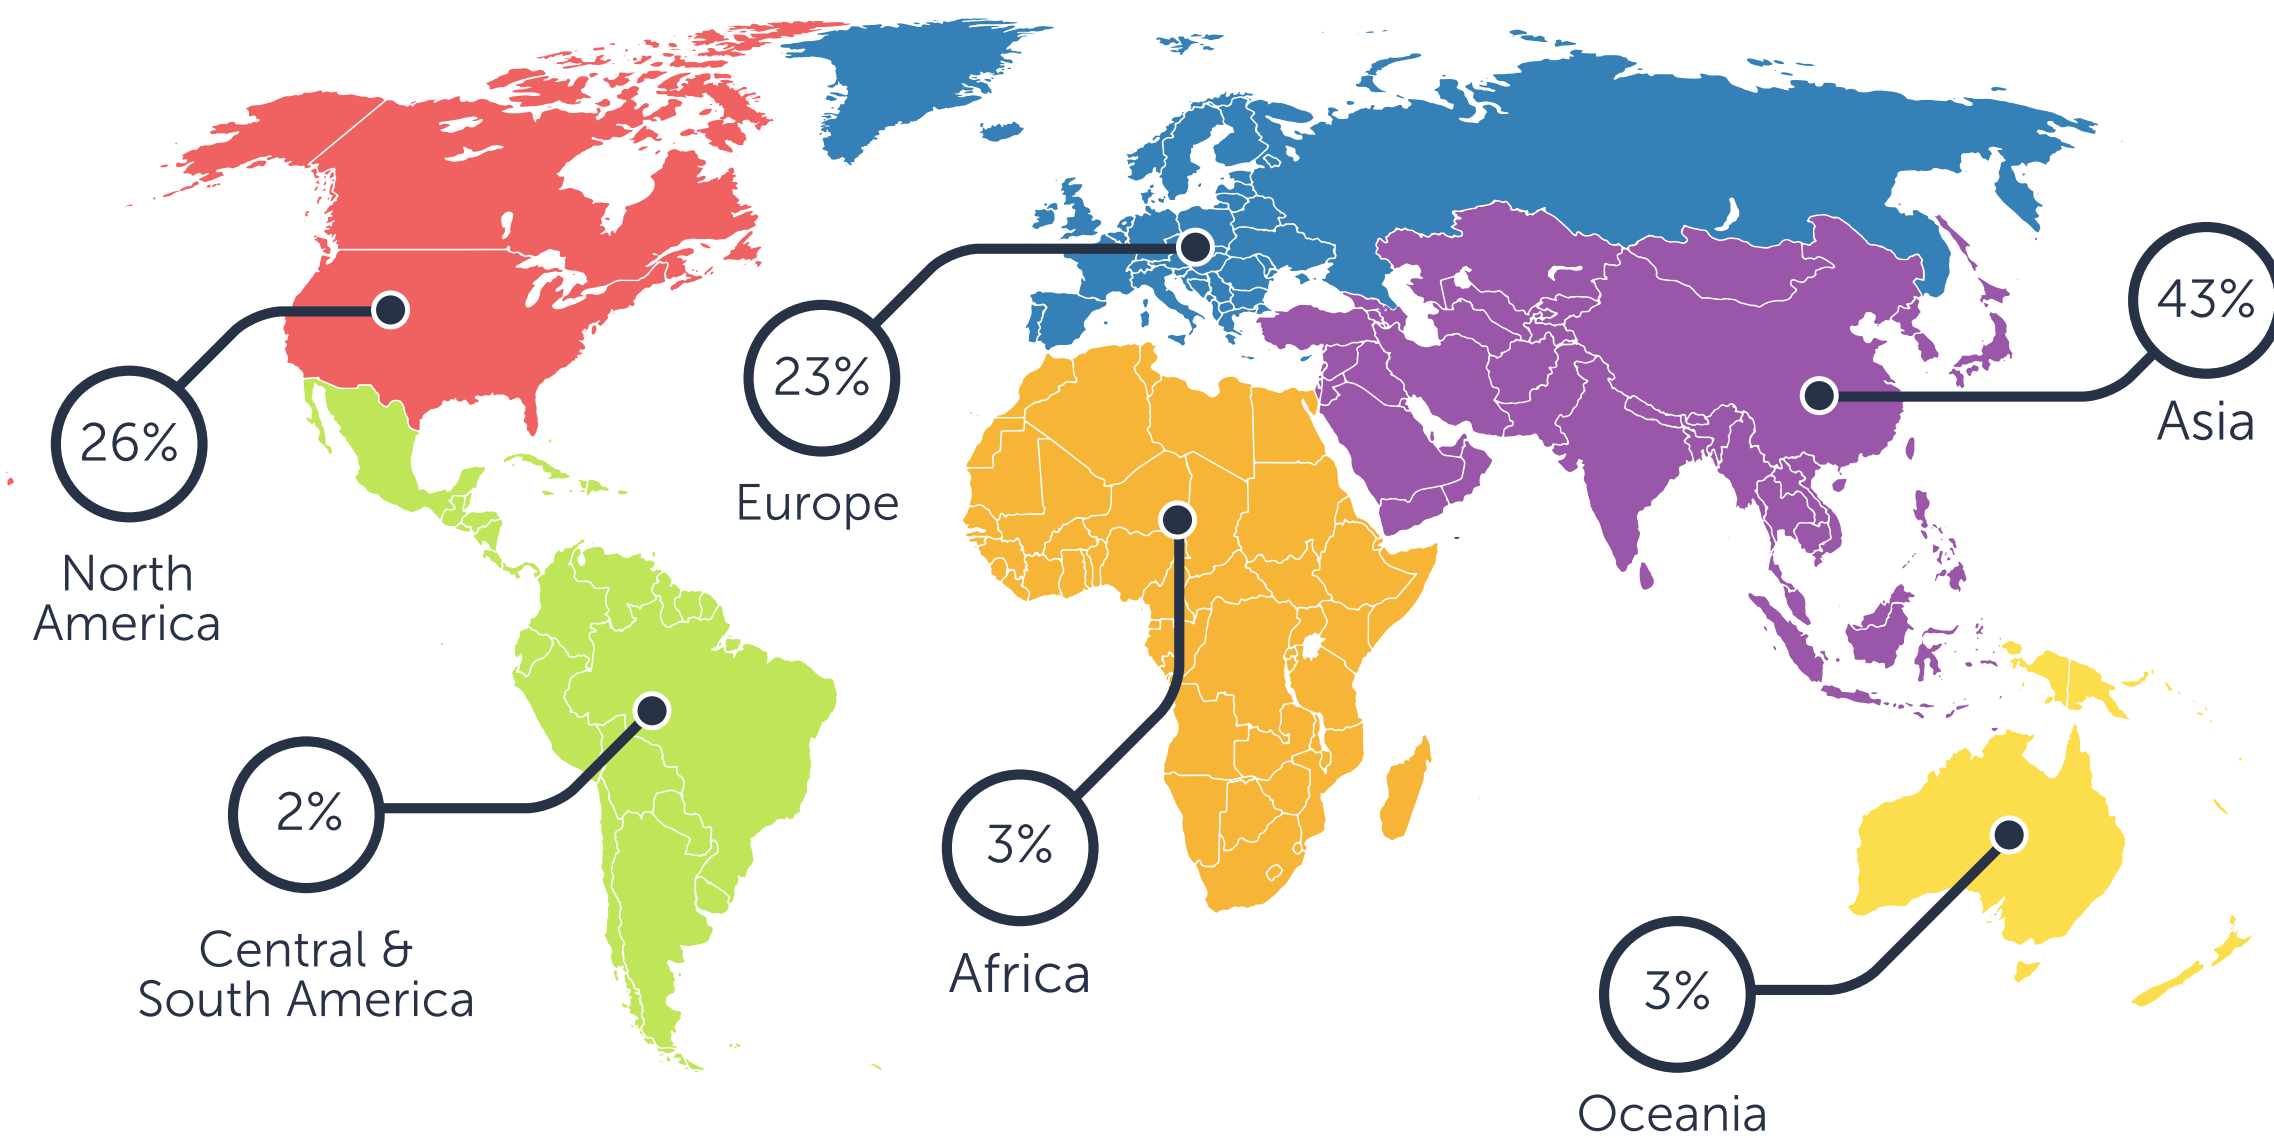 26%
North
America
23%
Europe
43%
Asia
2%
Central &
South America
3%
Africa
3%
Oceania